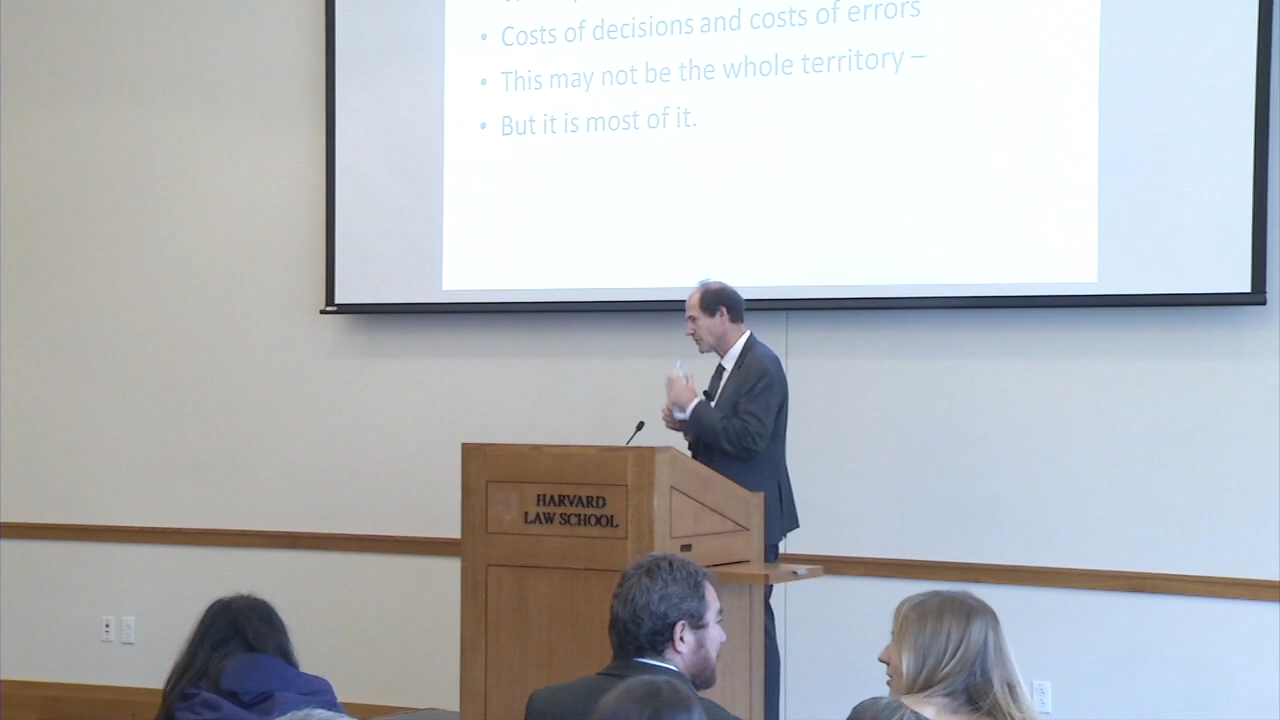 • Costs of decisions and costs of errors
• This may not be the whole territory –
• But it is most of it.
HARVARD
LAW SCHOOL